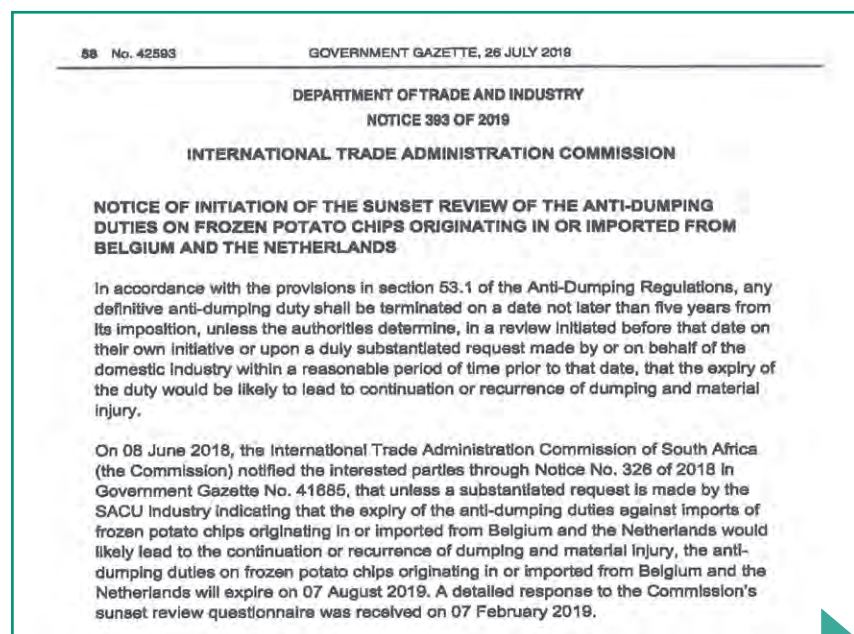 58 No. 42593 GOVERNMENT GAZETTE, 26 JULY 2019
DEPARTMENT OF TRADE AND INDUSTRY
NOTICE 393 OF 2019
INTERNATIONAL TRADE ADMINISTRATION COMMISSION
NOTICE OF INITIATION OF THE SUNSET REVIEW OF THE ANTI-DUMPING
DUTIES ON FROZEN POTATO CHIPS ORIGINATING IN OR IMPORTED FROM
BELGIUM AND THE NETHERLANDS
In accordance with the provisions in section 53.1 of the Anti-Dumping Regulations, any
definitive anti-dumping duty shall be terminated on a date not later than five years from
its imposition, unless the authorities determine, in a review initiated before that date on
their own initiative or upon a duly substantiated request made by or on behalf of the
domestic industry within a reasonable period of time prior to that date, that the expiry of
the duty would be likely to lead to continuation or recurrence of dumping and material
injury.
On 08 June 2018, the International Trade Administration Commission of South Africa
(the Commission) notified the interested parties through Notice No. 326 of 2018 in
Government Gazette No. 41685, that unless a substantiated request is made by the
SACU industry indicating that the expiry of the anti-dumping duties against imports of
frozen potato chips originating in or imported from Belgium and the Netherlands would
likely lead to the continuation or recurrence of dumping and material injury, the anti-
dumping duties on frozen potato chips originating in or imported from Belgium and the
Netherlands will expire on 07 August 2019. A detailed response to the Commission's
sunset review questionnaire was received on 07 February 2019.